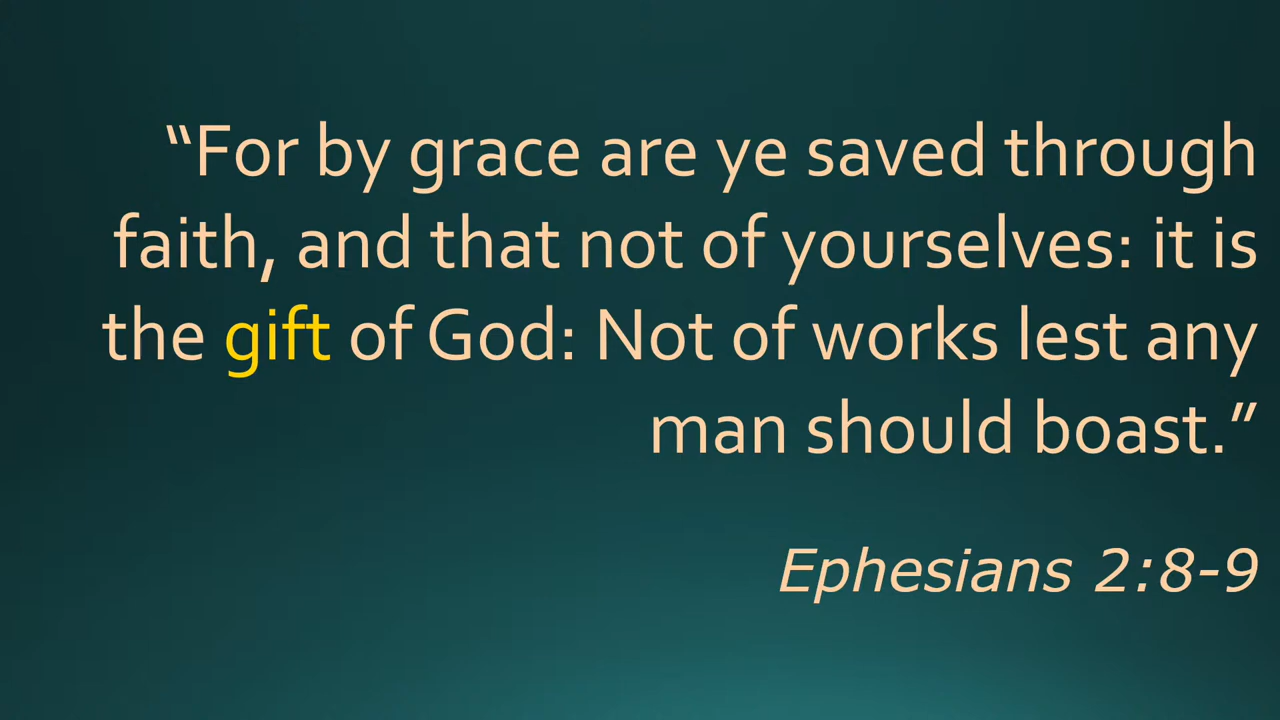 “For by grace are ye saved through
faith, and that not of yourselves: it is
the gift of God: Not of works lest any
man should boast.”
Ephesians 2:8-9